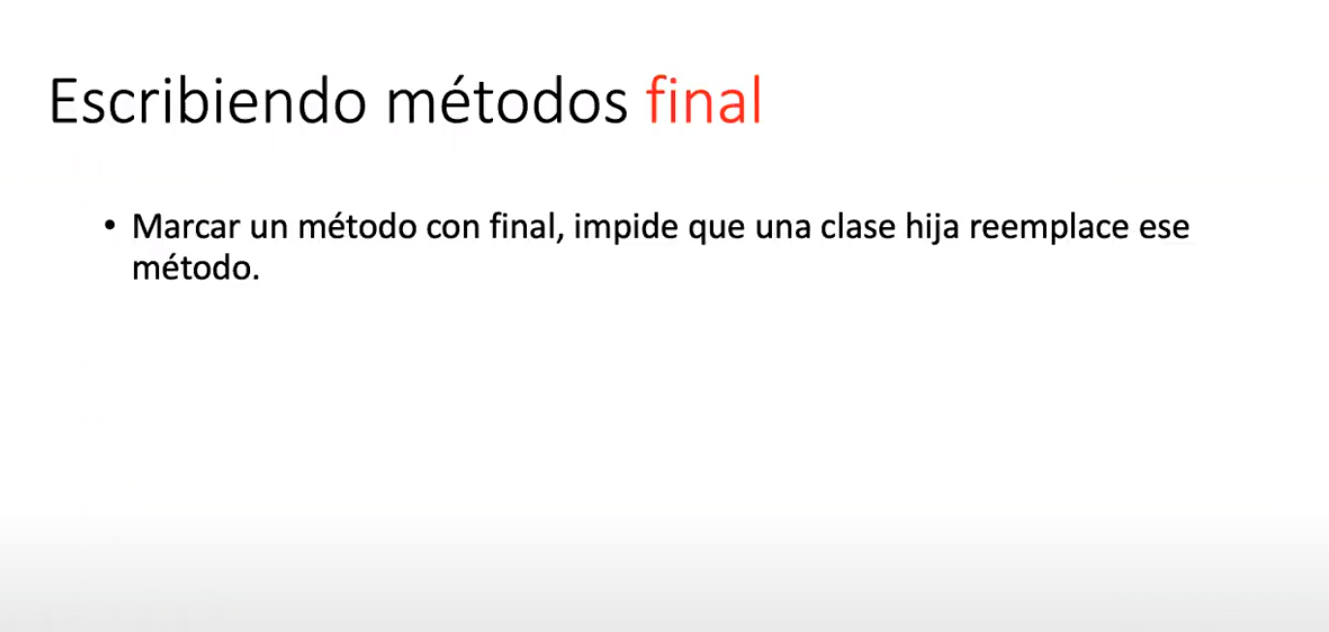 Escribiendo métodos final
• Marcar un método con final, impide que una clase hija reemplace ese
método.